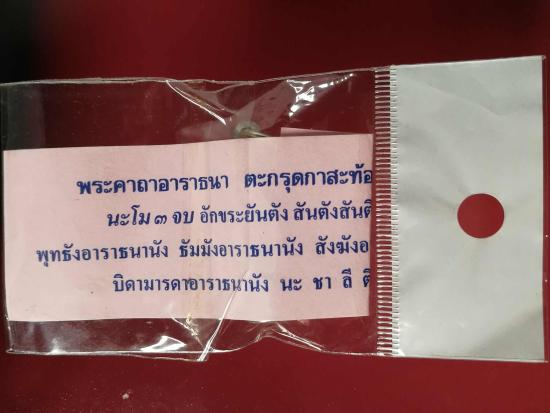 พระคาถาอาราธนา ตะกรุดกาสะท้อ
นะโม ๓ จบ อักขระยันตัง สันตังสันติ
พุทธังอาราธนานัง ธัมมังอาราธนานัง สังฆังอ
บิดามารดาอาราธนานัง นะ ชา ลี ติ